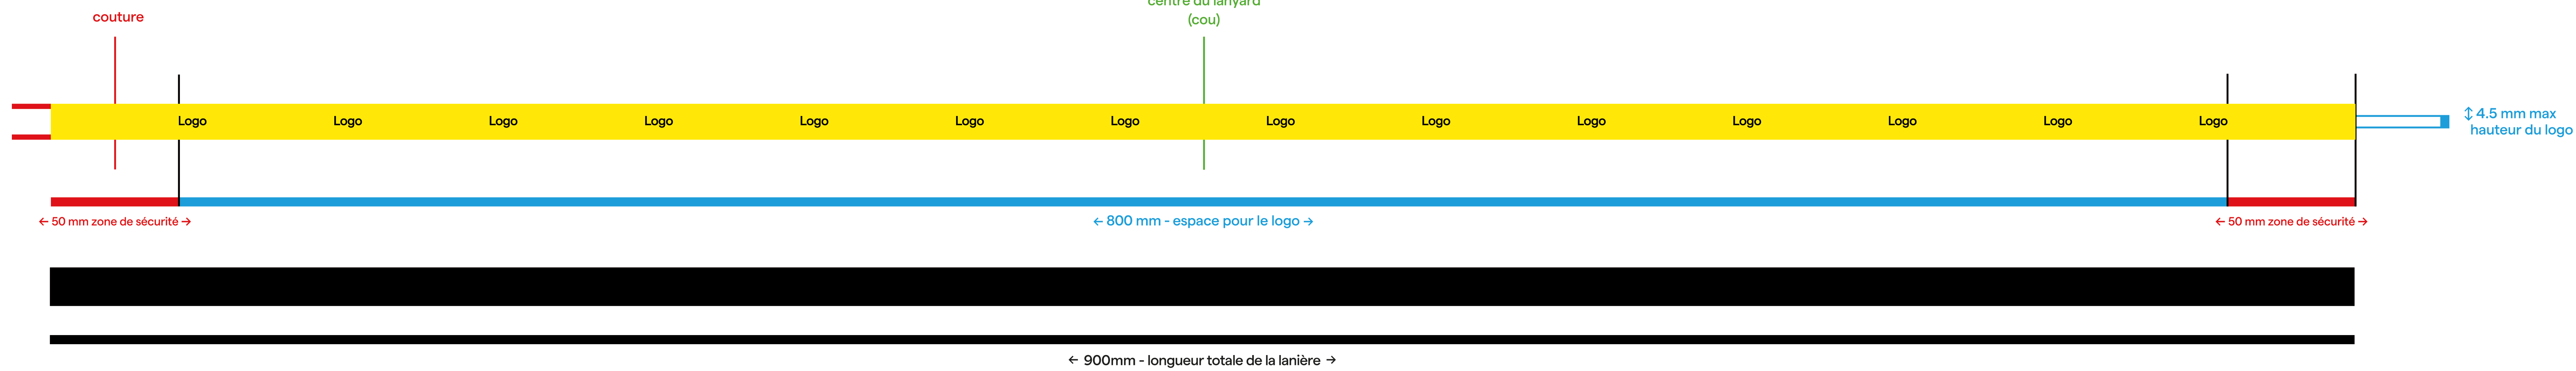 couture
centre du lanyard
(cou)
Logo Logo Logo Logo Logo Logo Logo Logo Logo Logo Logo Logo Logo Logo
↕ 4.5 mm max
hauteur du logo
← 50 mm zone de sécurité →
← 800 mm - espace pour le logo →
← 50 mm zone de sécurité →
← 900mm - longueur totale de la lanière →